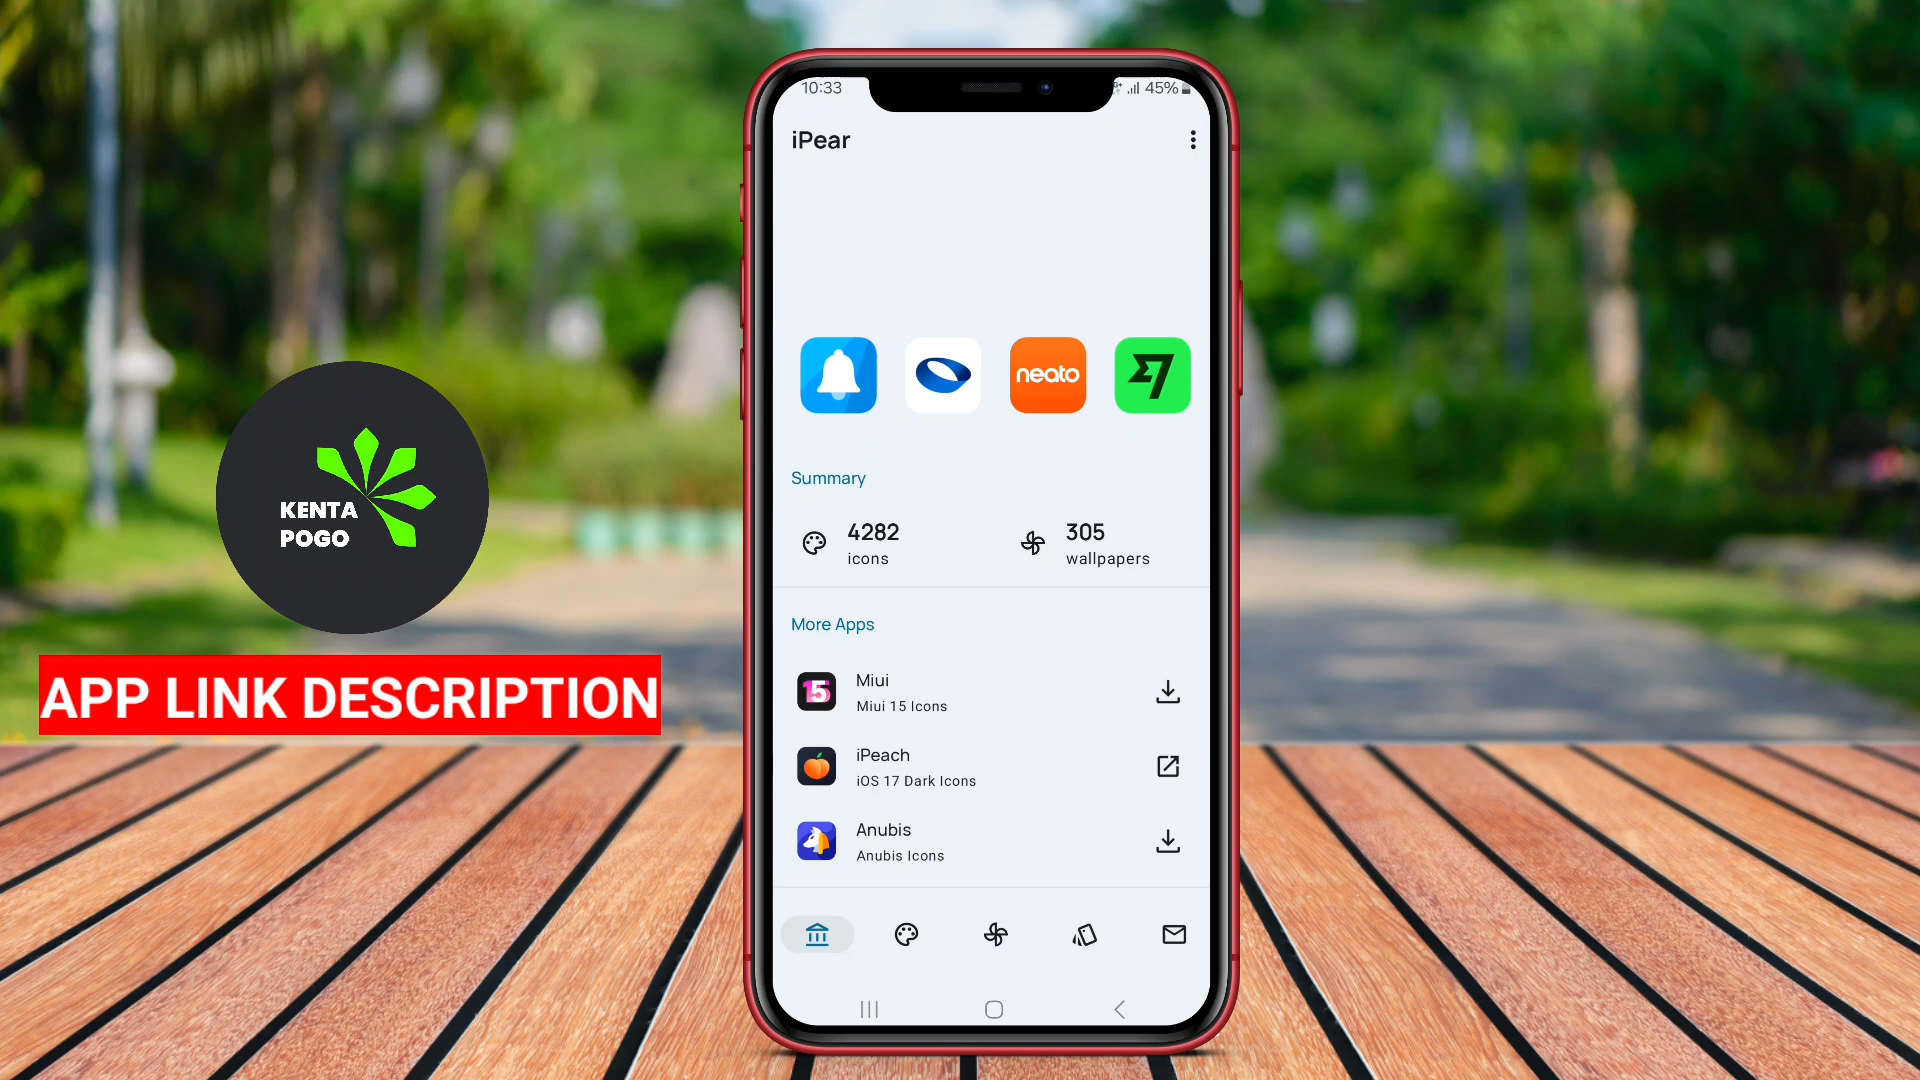 10:33
45%
iPear
neato
Summary
4282
icons
305
wallpapers
More Apps
15
Miui
Miui 15 Icons
iPeach
iOS 17 Dark Icons
Anubis
Anubis Icons
KENTA
POGO
APP LINK DESCRIPTION